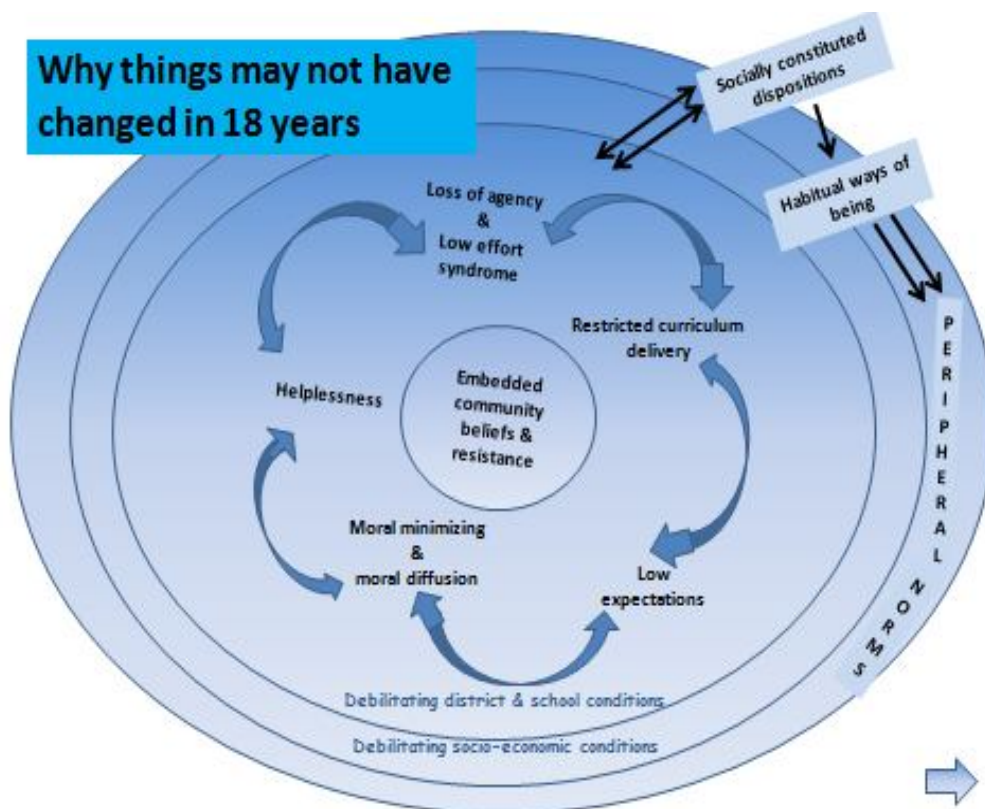 Why things may not have
changed in 18 years
Socially constituted
dispositions
Habitual ways of
being
PERIPHERAL NORMS
Loss of agency
&
Low effort
syndrome
Restricted curriculum
delivery
Helplessness
Embedded
community
beliefs &
resistance
Moral minimizing
&
moral diffusion
Low
expectations
Debilitating district & school conditions
Debilitating socio-economic conditions